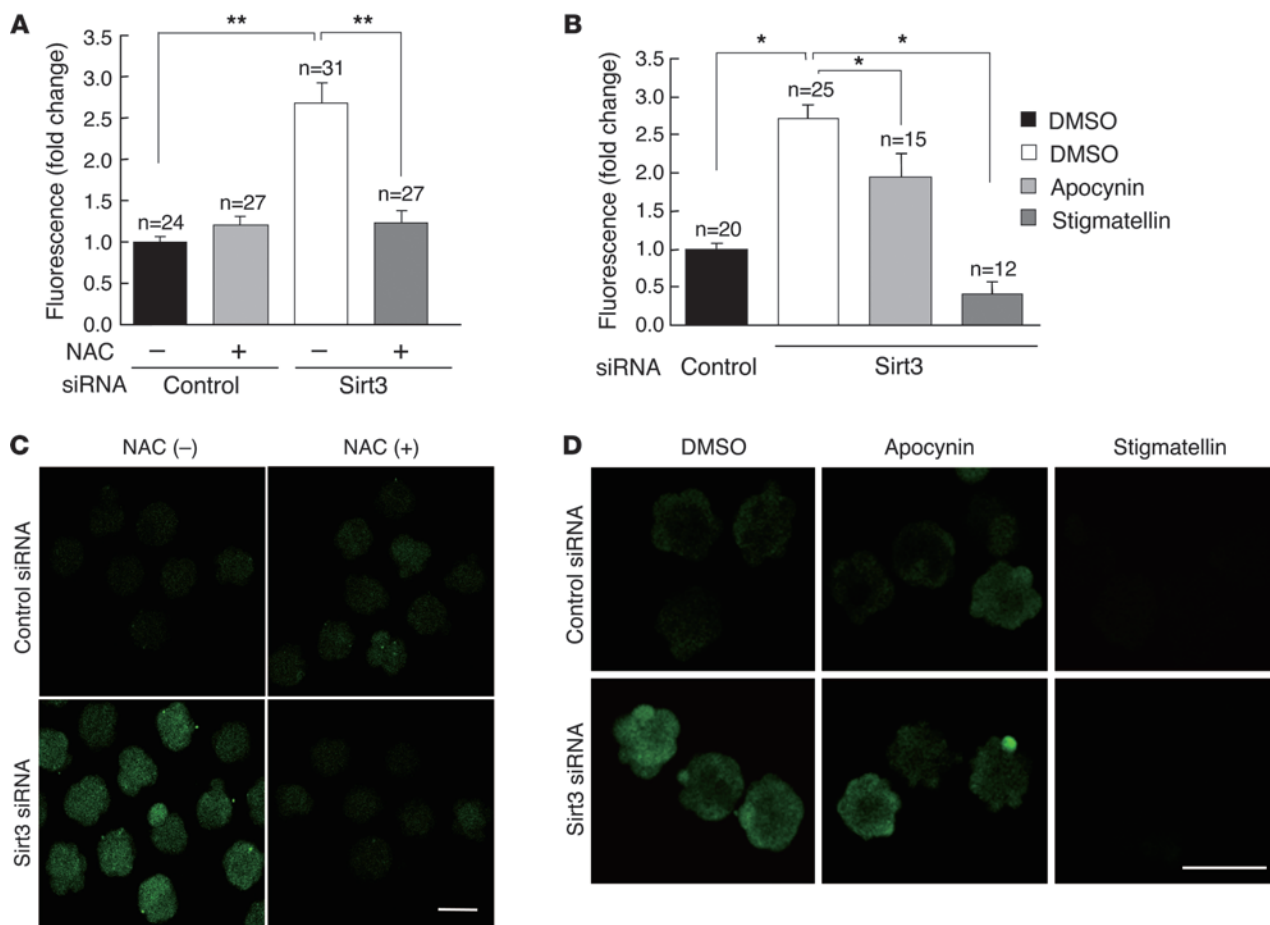 A
Fluorescence (fold change)
3.5
3.0
2.5
2.0
1.5
1.0
0.5
0.0
** **
n=24
n=27
n=31
n=27
NAC − + − +
siRNA Control Sirt3
B
Fluorescence (fold change)
3.5
3.0
2.5
2.0
1.5
1.0
0.5
0.0
* * *
n=20
n=25
n=15
n=12
siRNA Control Sirt3
DMSO
DMSO
Apocynin
Stigmatellin
C
NAC (–) NAC (+)
Control siRNA
Sirt3 siRNA
D
DMSO Apocynin Stigmatellin
Control siRNA
Sirt3 siRNA